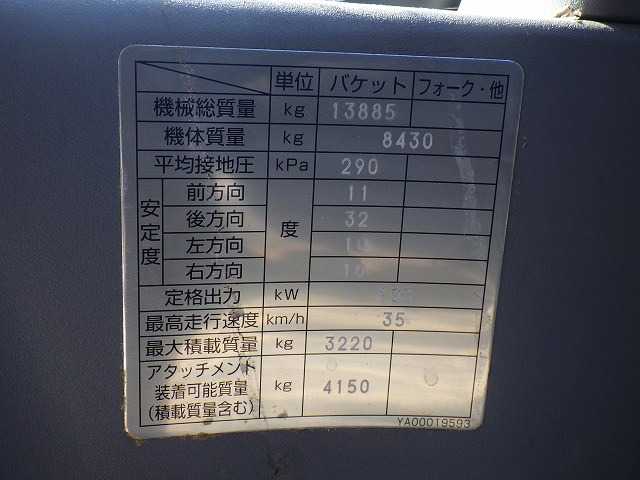 単位 バケット フォーク・他
機械総質量 kg 13885
機体質量 kg 8430
平均接地圧 kPa 290
安定度 前方向 度 11
後方向 32
左方向 10
右方向 10
定格出力 kW
最高走行速度 km/h 35
最大積載質量 kg 3220
アタッチメント
装着可能質量 kg 4150
(積載質量含む)
YA00019593